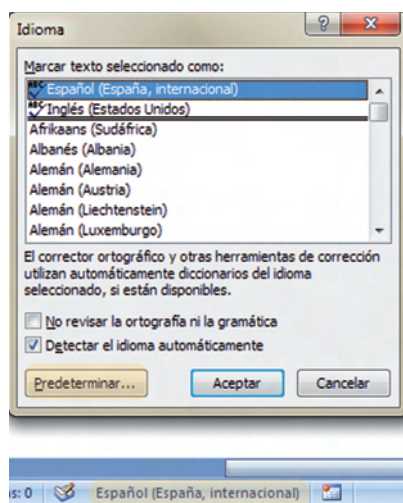 Idioma
Marcar texto seleccionado como:
Español (España, internacional)
Inglés (Estados Unidos)
Afrikaans (Sudáfrica)
Albanés (Albania)
Alemán (Alemania)
Alemán (Austria)
Alemán (Liechtenstein)
Alemán (Luxemburgo)
El corrector ortográfico y otras herramientas de corrección
utilizan automáticamente diccionarios del idioma
seleccionado, si están disponibles.
No revisar la ortografía ni la gramática
Detectar el idioma automáticamente
Predeterminar... Aceptar Cancelar
s: 0 Español (España, internacional)